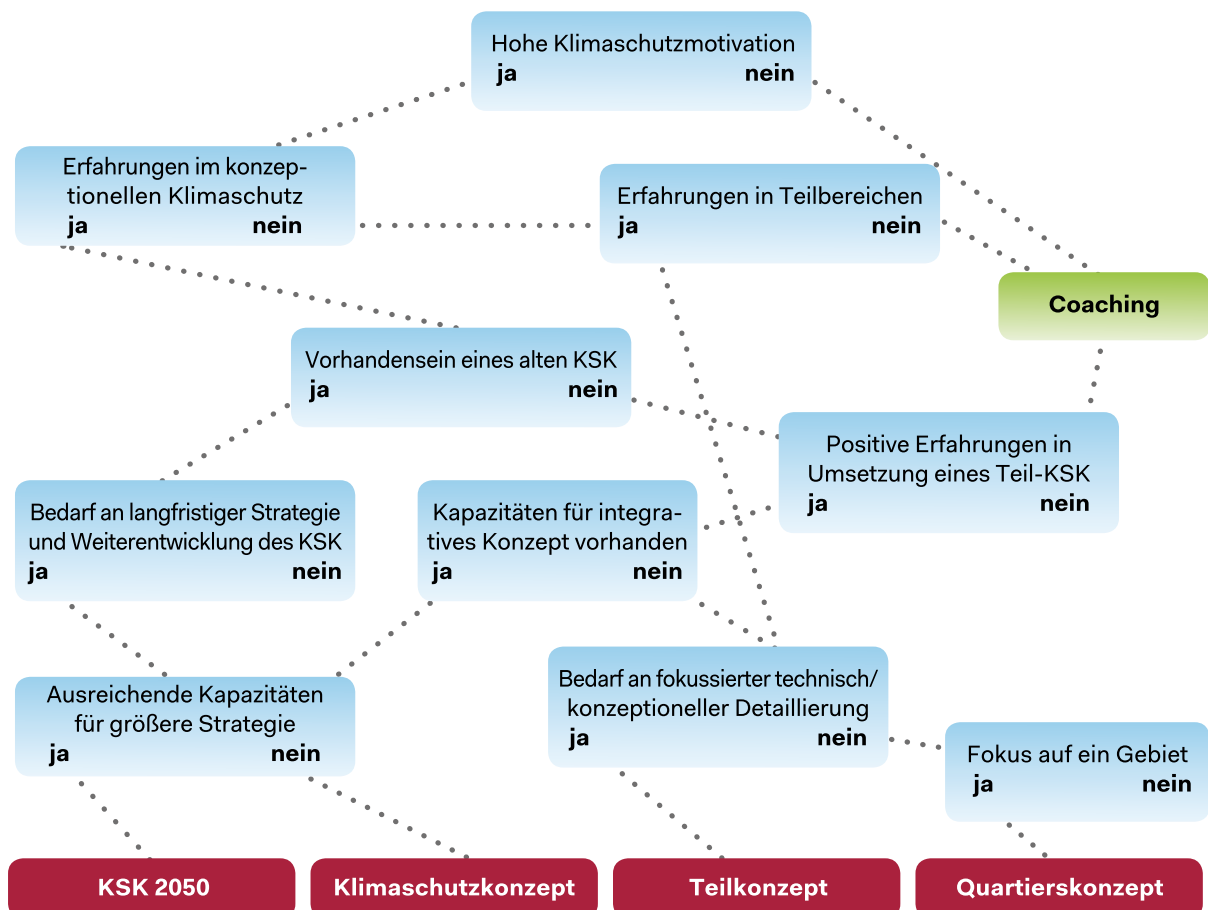 Hohe Klimaschutzmotivation
ja nein
Erfahrungen im konzep-
tionellen Klimaschutz
ja nein
Erfahrungen in Teilbereichen
ja nein
Coaching
Vorhandensein eines alten KSK
ja nein
Positive Erfahrungen in
Umsetzung eines Teil-KSK
ja nein
Bedarf an langfristiger Strategie
und Weiterentwicklung des KSK
ja nein
Kapazitäten für integra-
tives Konzept vorhanden
ja nein
Bedarf an fokussierter technisch/
konzeptioneller Detaillierung
ja nein
Ausreichende Kapazitäten
für größere Strategie
ja nein
Fokus auf ein Gebiet
ja nein
KSK 2050
Klimaschutzkonzept
Teilkonzept
Quartierskonzept